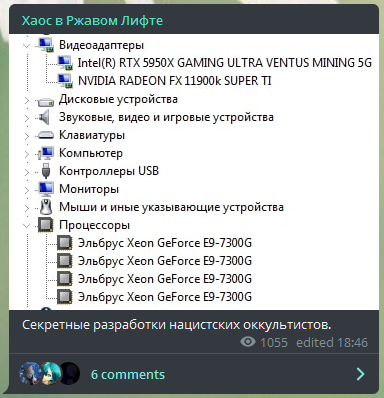 Хаос в Ржавом Лифте
Видеоадаптеры
Intel(R) RTX 5950X GAMING ULTRA VENTUS MINING 5G
NVIDIA RADEON FX 11900k SUPER TI
Дисковые устройства
Звуковые, видео и игровые устройства
Клавиатуры
Компьютер
Контроллеры USB
Мониторы
Мыши и иные указывающие устройства
Процессоры
Эльбрус Xeon GeForce E9-7300G
Эльбрус Xeon GeForce E9-7300G
Эльбрус Xeon GeForce E9-7300G
Эльбрус Xeon GeForce E9-7300G
Секретные разработки нацистских оккультистов.
1055 edited 18:46
6 comments